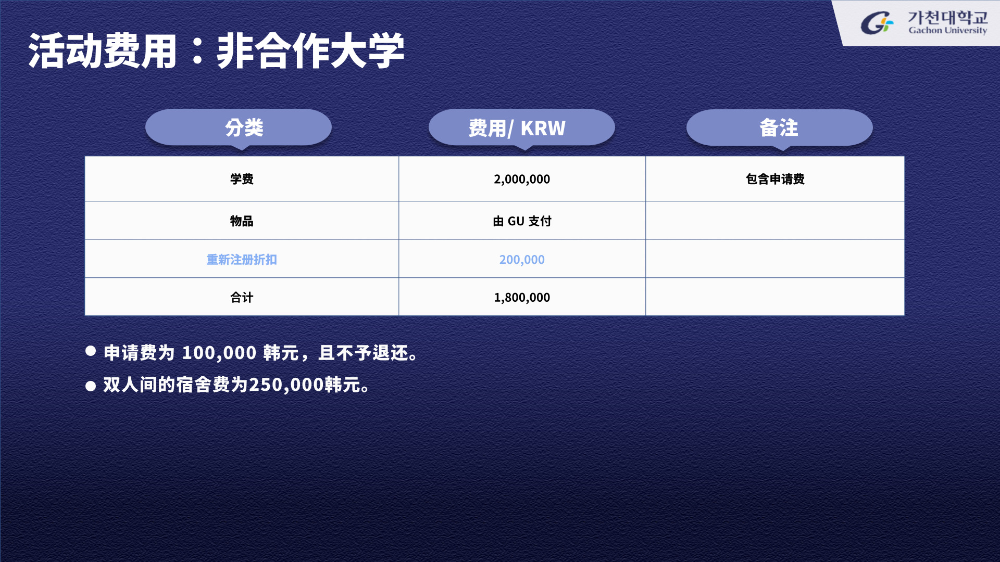 가천대학교
Gachon University
活动费用：非合作大学
分类 费用/ KRW 备注
学费 2,000,000 包含申请费
物品 由 GU 支付
重新注册折扣 200,000
合计 1,800,000
● 申请费为 100,000 韩元，且不予退还。
● 双人间的宿舍费为250,000韩元。